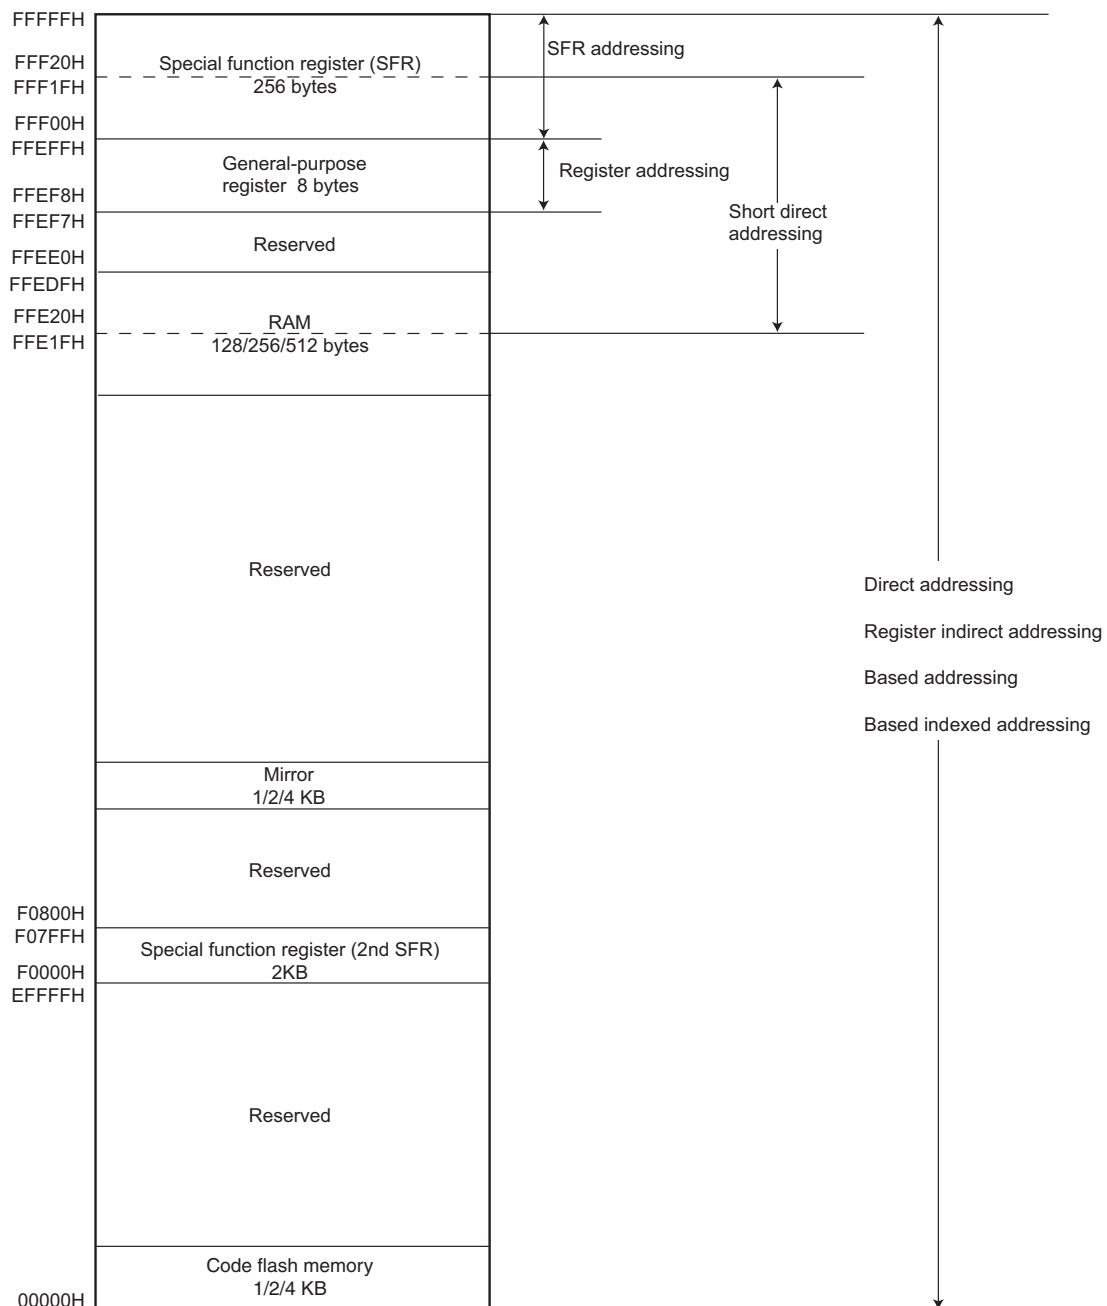 FFFFFH
SFR addressing
FFF20H
Special function register (SFR)
FFF1FH
256 bytes
FFF00H
FFEFFH
General-purpose
register 8 bytes
Register addressing
FFEF8H
FFEF7H
Short direct
addressing
Reserved
FFEE0H
FFEDFH
FFE20H
RAM
FFE1FH
128/256/512 bytes
Reserved
Direct addressing
Register indirect addressing
Based addressing
Based indexed addressing
Mirror
1/2/4 KB
Reserved
F0800H
F07FFH
Special function register (2nd SFR)
2KB
F0000H
EFFFFH
Reserved
Code flash memory
1/2/4 KB
00000H